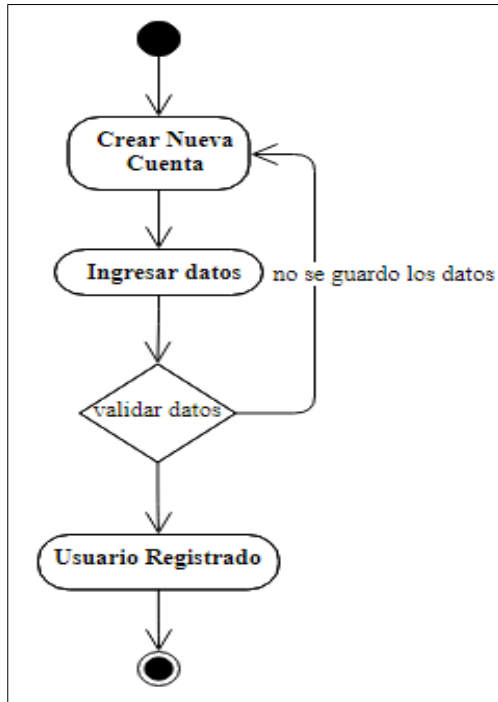 Crear Nueva
Cuenta
Ingresar datos
no se guardo los datos
validar datos
Usuario Registrado